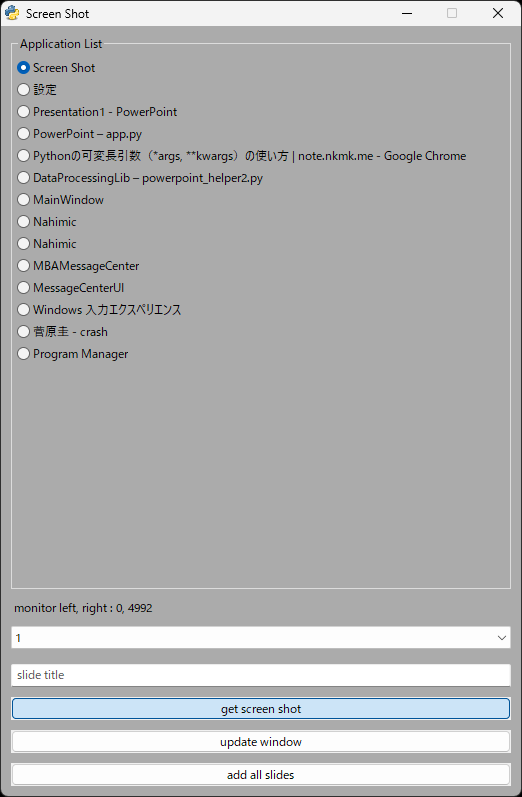 Screen Shot
Application List
Screen Shot
設定
Presentation1 - PowerPoint
PowerPoint – app.py
Pythonの可変長引数（*args, **kwargs）の使い方 | note.nkmk.me - Google Chrome
DataProcessingLib – powerpoint_helper2.py
MainWindow
Nahimic
Nahimic
MBAMessageCenter
MessageCenterUI
Windows 入力エクスペリエンス
菅原圭 - crash
Program Manager
monitor left, right : 0, 4992
1
slide title
get screen shot
update window
add all slides